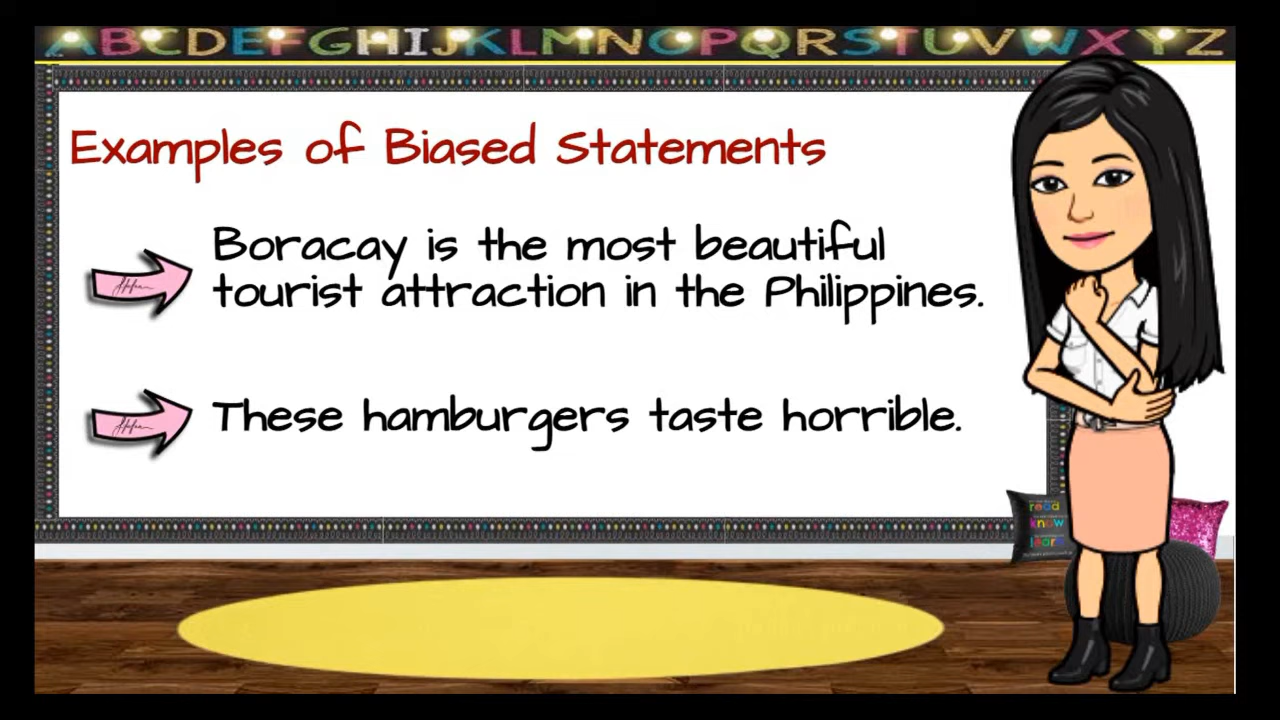 ABCDEFGHIJKLMNOPQRSTUVWXYZ
Examples of Biased Statements
Boracay is the most beautiful
tourist attraction in the Philippines.
These hamburgers taste horrible.
read
know
learn